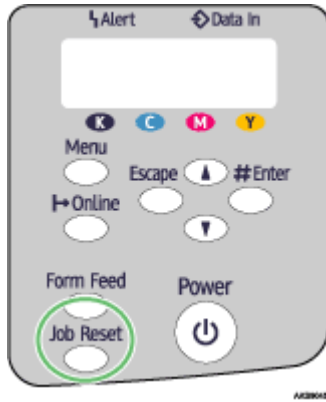 Alert Data In
K C M Y
Menu
Escape #Enter
Online
Form Feed Power
Job Reset